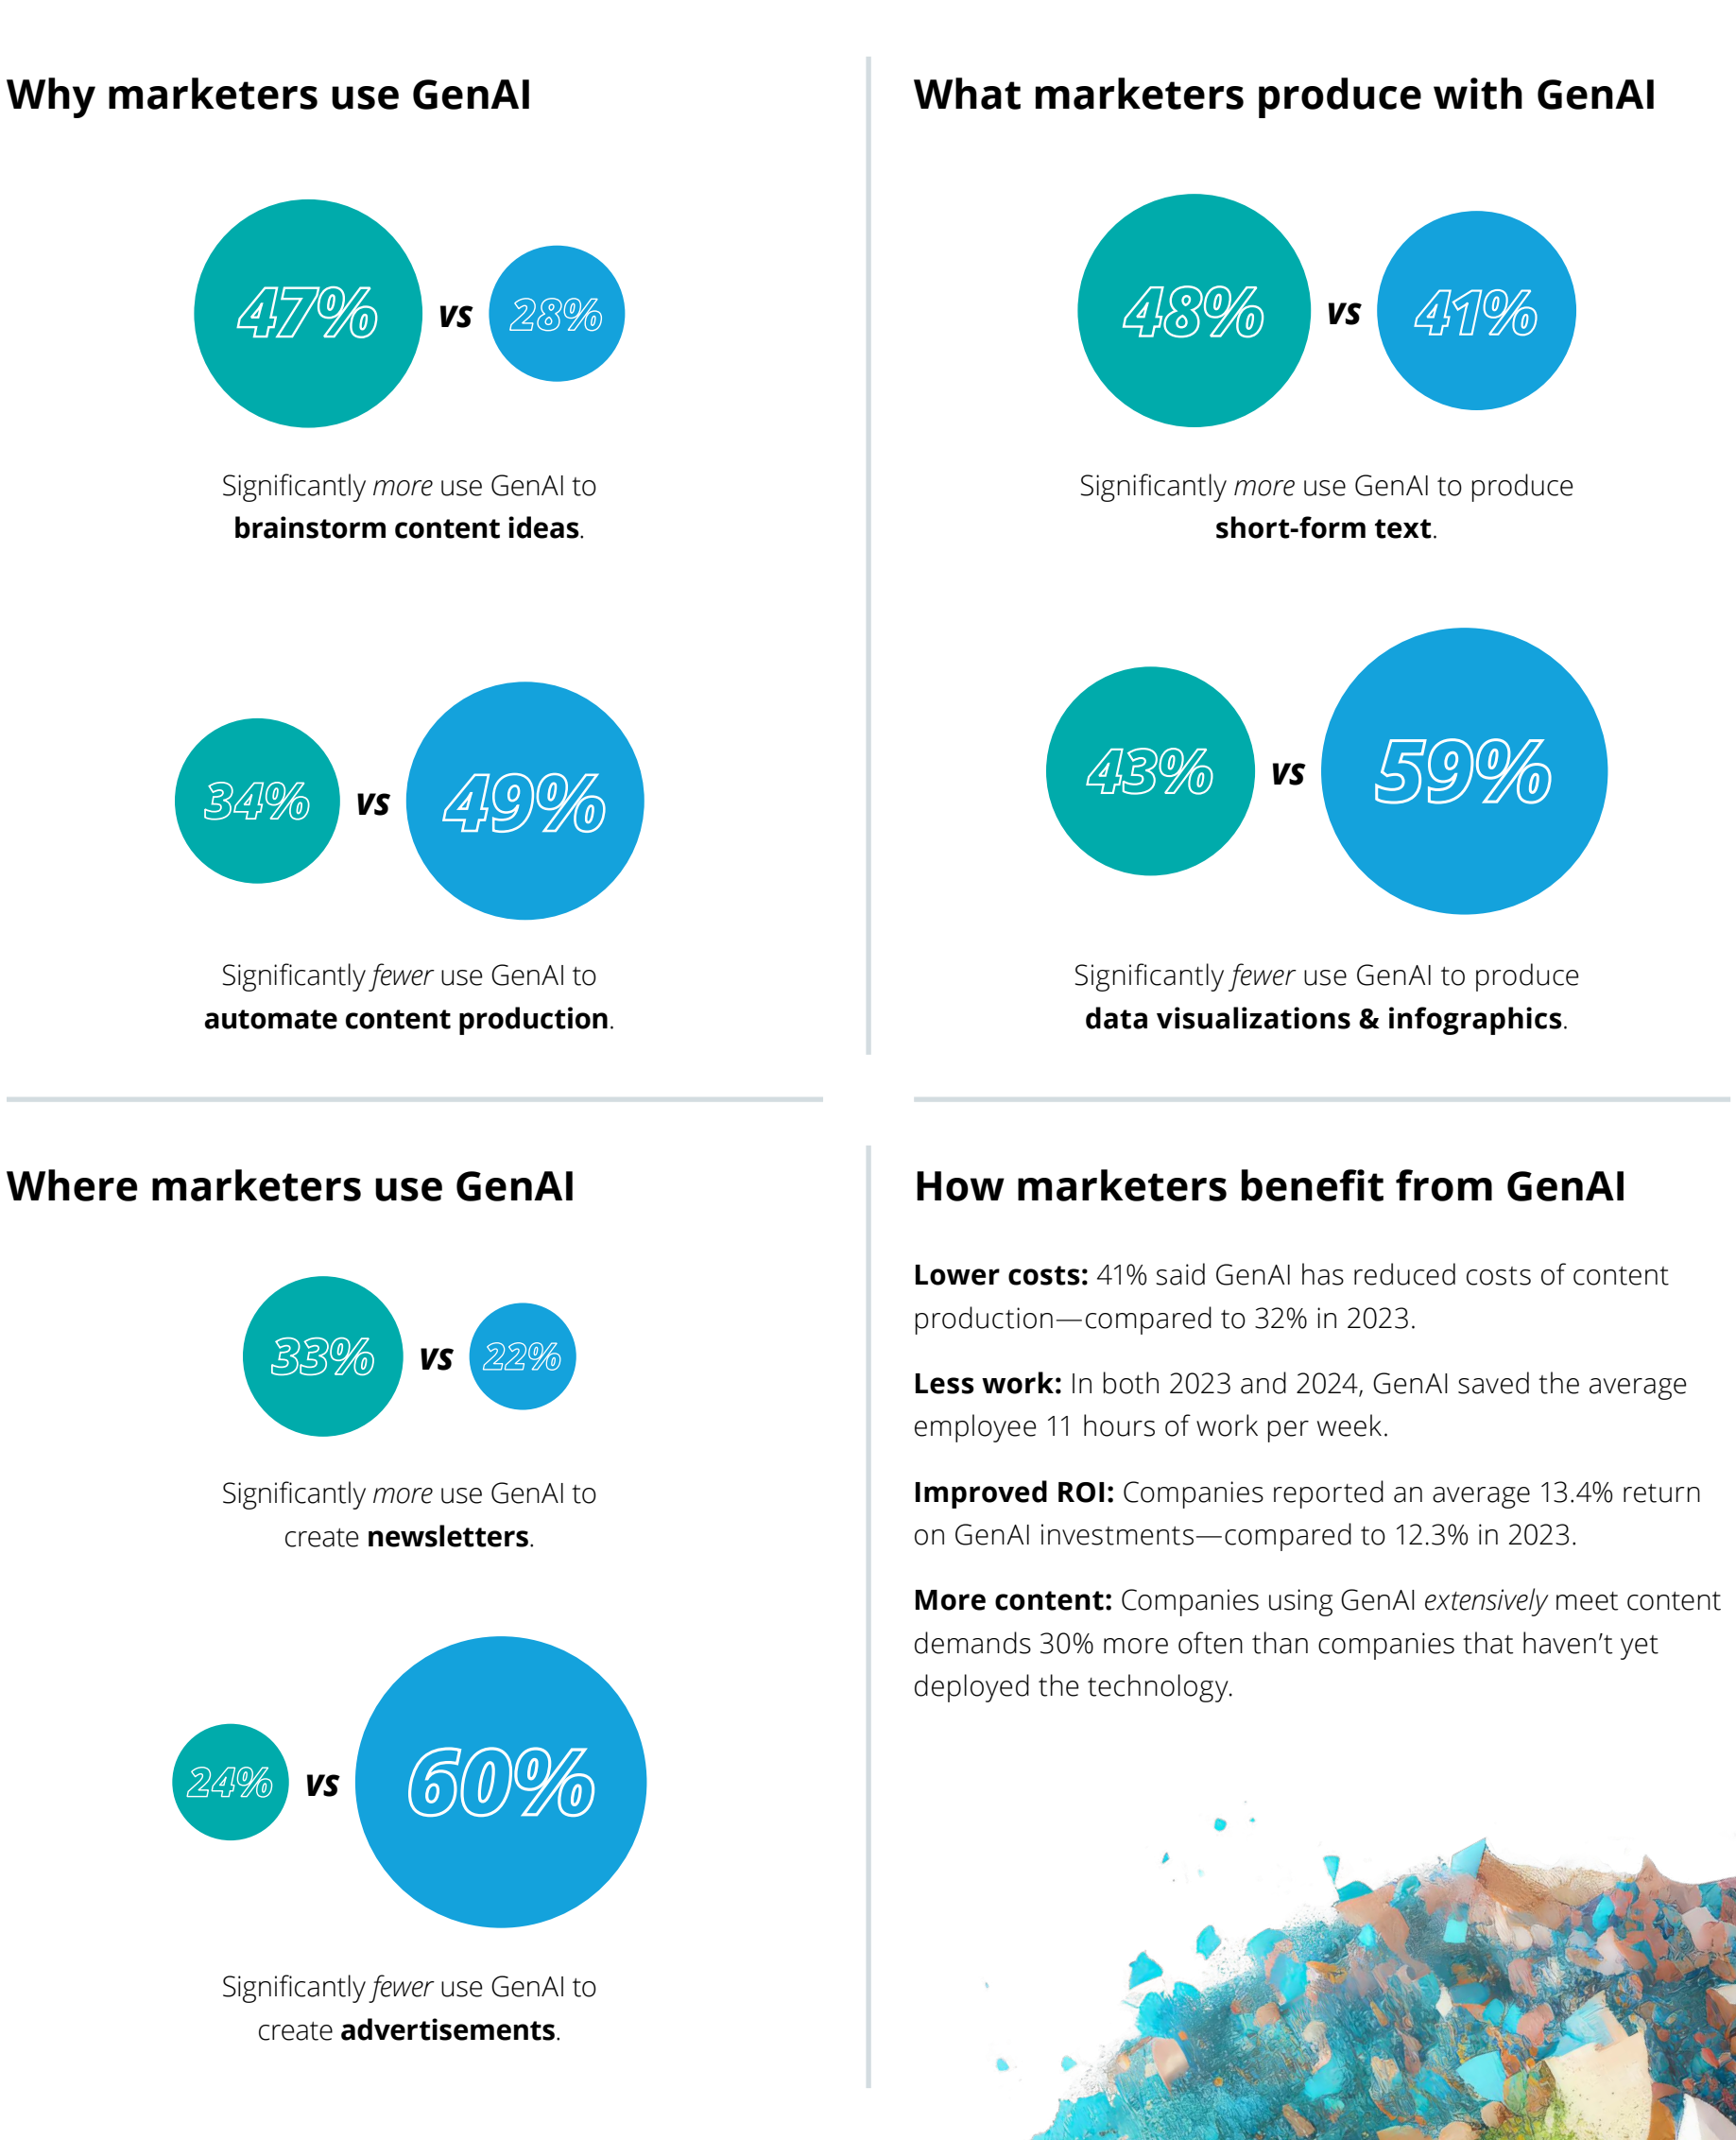 Why marketers use GenAI
47% vs 28%
Significantly more use GenAI to
brainstorm content ideas.
34% vs 49%
Significantly fewer use GenAI to
automate content production.
What marketers produce with GenAI
48% vs 41%
Significantly more use GenAI to produce
short-form text.
43% vs 59%
Significantly fewer use GenAI to produce
data visualizations & infographics.
Where marketers use GenAI
33% vs 22%
Significantly more use GenAI to
create newsletters.
24% vs 60%
Significantly fewer use GenAI to
create advertisements.
How marketers benefit from GenAI
Lower costs: 41% said GenAI has reduced costs of content
production—compared to 32% in 2023.
Less work: In both 2023 and 2024, GenAI saved the average
employee 11 hours of work per week.
Improved ROI: Companies reported an average 13.4% return
on GenAI investments—compared to 12.3% in 2023.
More content: Companies using GenAI extensively meet content
demands 30% more often than companies that haven’t yet
deployed the technology.